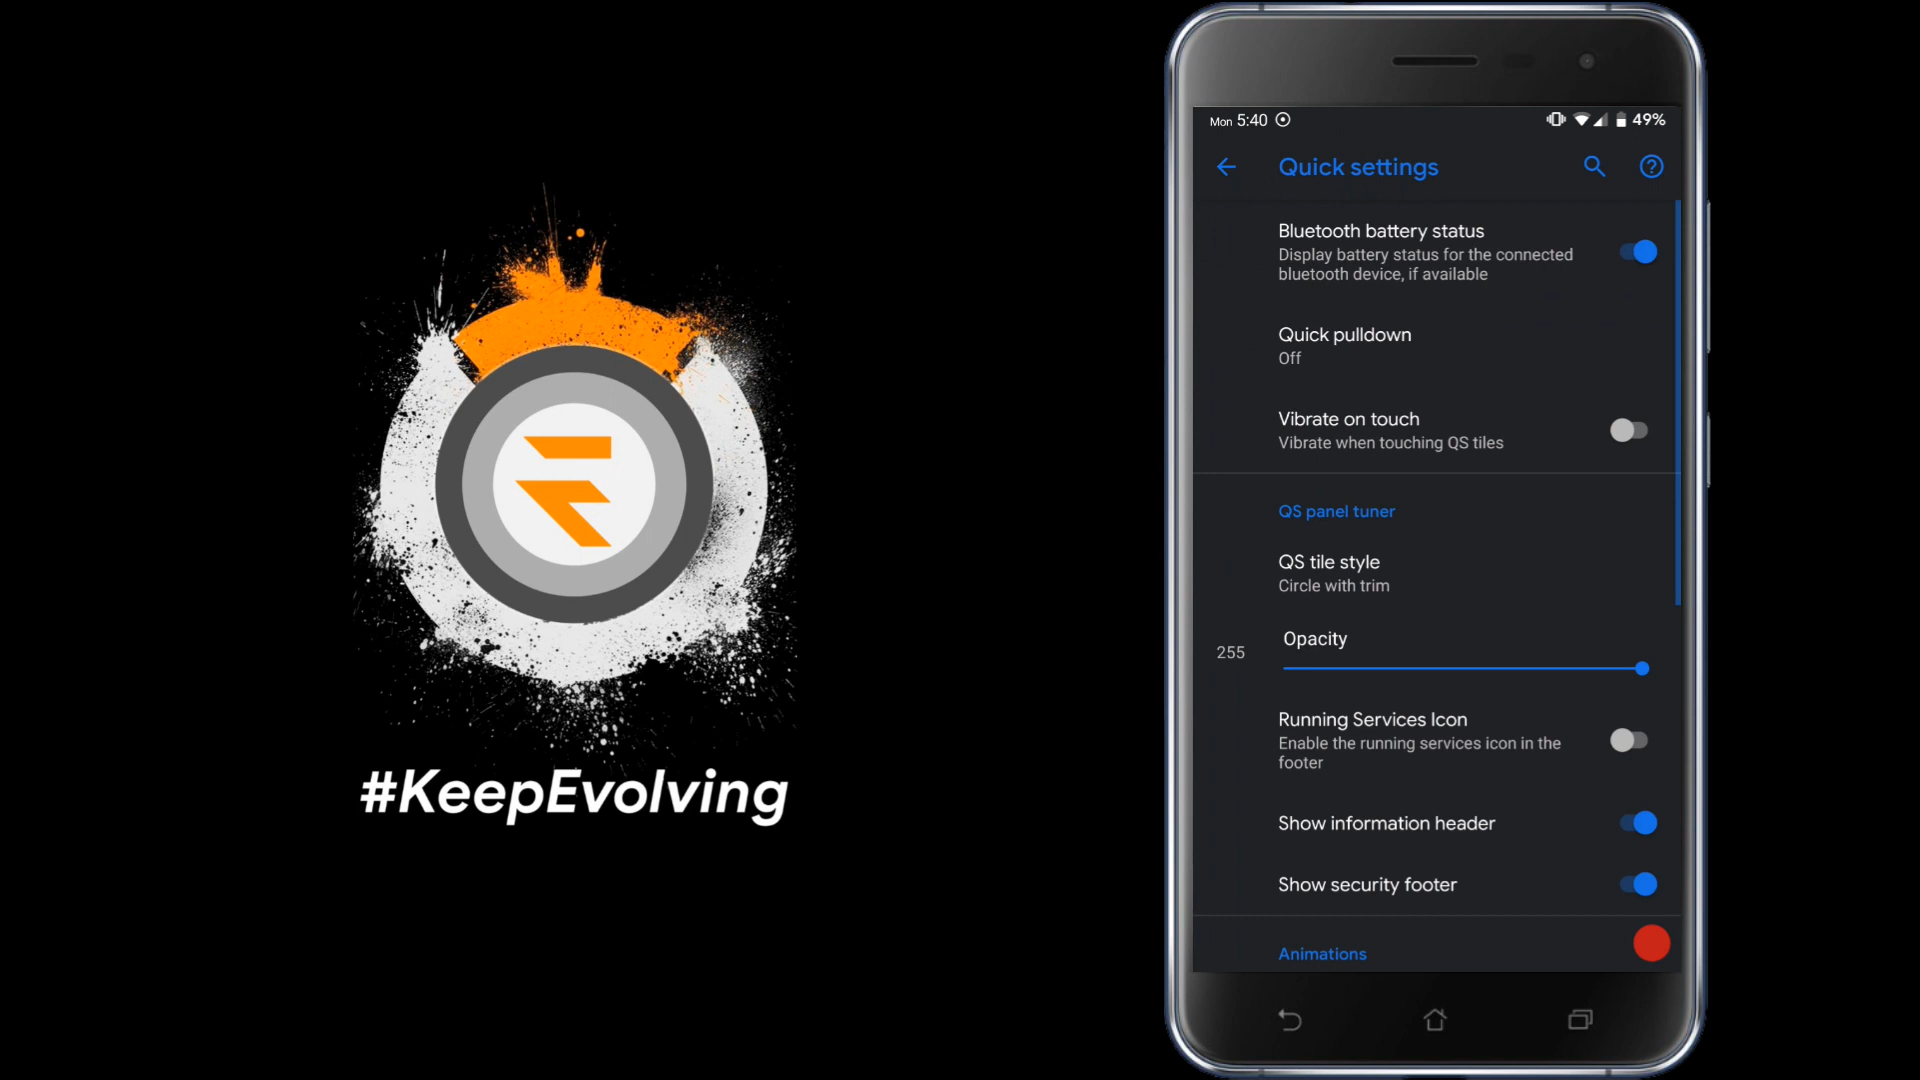 #KeepEvolving
Mon 5:40
49%
Quick settings
Bluetooth battery status
Display battery status for the connected
bluetooth device, if available
Quick pulldown
Off
Vibrate on touch
Vibrate when touching QS tiles
QS panel tuner
QS tile style
Circle with trim
Opacity
255
Running Services Icon
Enable the running services icon in the
footer
Show information header
Show security footer
Animations